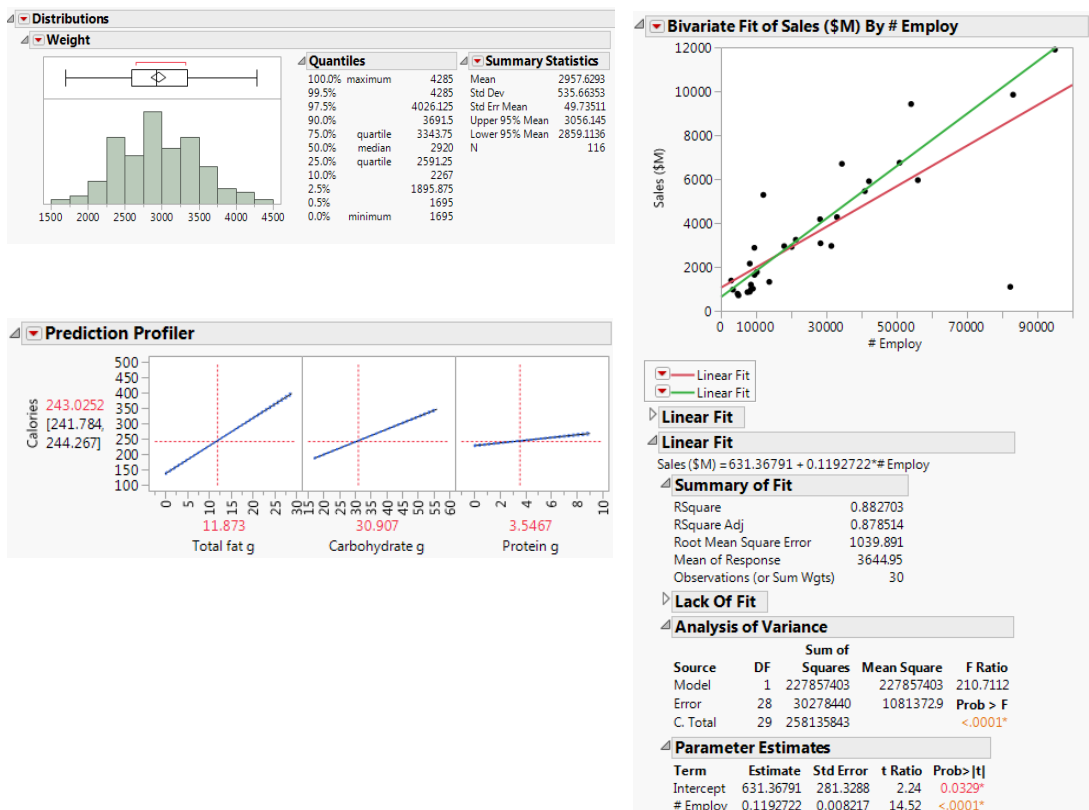 Distributions
Weight
Quantiles
100.0% maximum 4285
99.5% 4285
97.5% 4026.125
90.0% 3691.5
75.0% quartile 3343.75
50.0% median 2920
25.0% quartile 2591.25
10.0% 2267
2.5% 1895.875
0.5% 1695
0.0% minimum 1695
Summary Statistics
Mean 2957.6293
Std Dev 535.66353
Std Err Mean 49.73511
Upper 95% Mean 3056.145
Lower 95% Mean 2859.1136
N 116
1500 2000 2500 3000 3500 4000 4500
Prediction Profiler
Calories
243.0252
[241.784,
244.267]
500
450
400
350
300
250
200
150
100
0 5 10 15 20 25 30
15 20 25 30 35 40 45 50 55 60
0 2 4 6 8 10
11.873 30.907 3.5467
Total fat g Carbohydrate g Protein g
Bivariate Fit of Sales ($M) By # Employ
Sales ($M)
12000
10000
8000
6000
4000
2000
0
0 10000 30000 50000 70000 90000
# Employ
Linear Fit
Linear Fit
Linear Fit
Linear Fit
Sales ($M) = 631.36791 + 0.1192722*# Employ
Summary of Fit
RSquare 0.882703
RSquare Adj 0.878514
Root Mean Square Error 1039.891
Mean of Response 3644.95
Observations (or Sum Wgts) 30
Lack Of Fit
Analysis of Variance
Sum of
Source DF Squares Mean Square F Ratio
Model 1 227857403 227857403 210.7112
Error 28 30278440 1081372.9 Prob > F
C. Total 29 258135843 <.0001*
Parameter Estimates
Term Estimate Std Error t Ratio Prob>|t|
Intercept 631.36791 281.3288 2.24 0.0329*
# Employ 0.1192722 0.008217 14.52 <.0001*